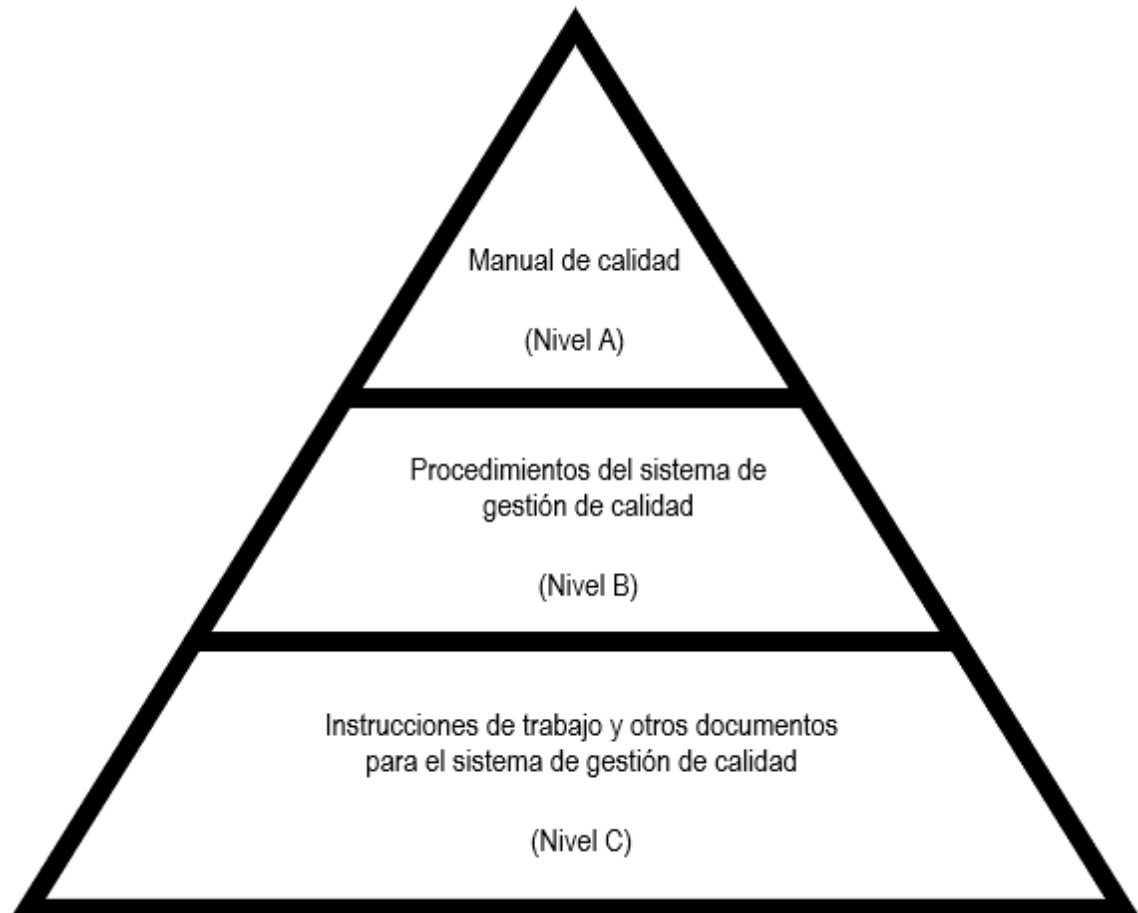 Manual de calidad
(Nivel A)
Procedimientos del sistema de
gestión de calidad
(Nivel B)
Instrucciones de trabajo y otros documentos
para el sistema de gestión de calidad
(Nivel C)